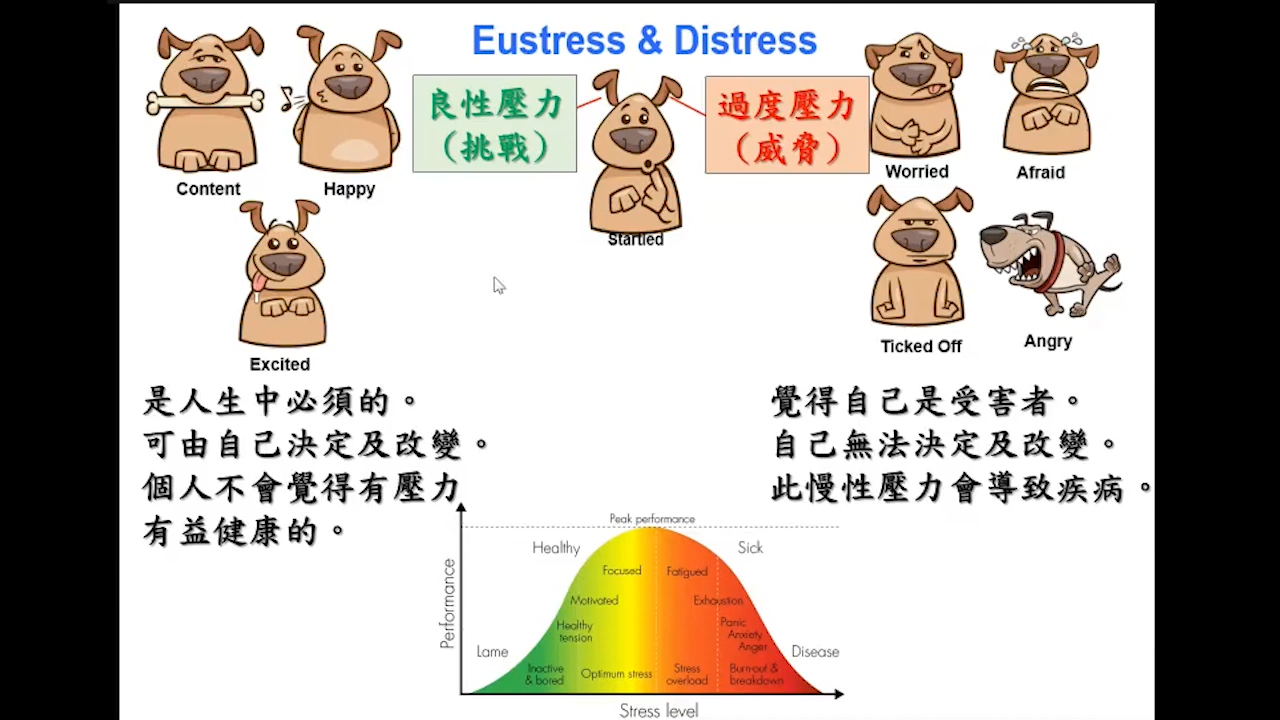 Eustress & Distress
良性壓力
（挑戰）
過度壓力
（威脅）
Content
Happy
Startled
Worried
Afraid
Excited
Ticked Off
Angry
是人生中必須的。
可由自己決定及改變。
個人不會覺得有壓力
有益健康的。
覺得自己是受害者。
自己無法決定及改變。
此慢性壓力會導致疾病。
Peak performance
Healthy
Sick
Focused
Fatigued
Motivated
Exhaustion
Healthy
tension
Panic
Anxiety
Anger
Lame
Disease
Inactive
& bored
Optimum stress
Stress
overload
Burn-out &
breakdown
Performance
Stress level